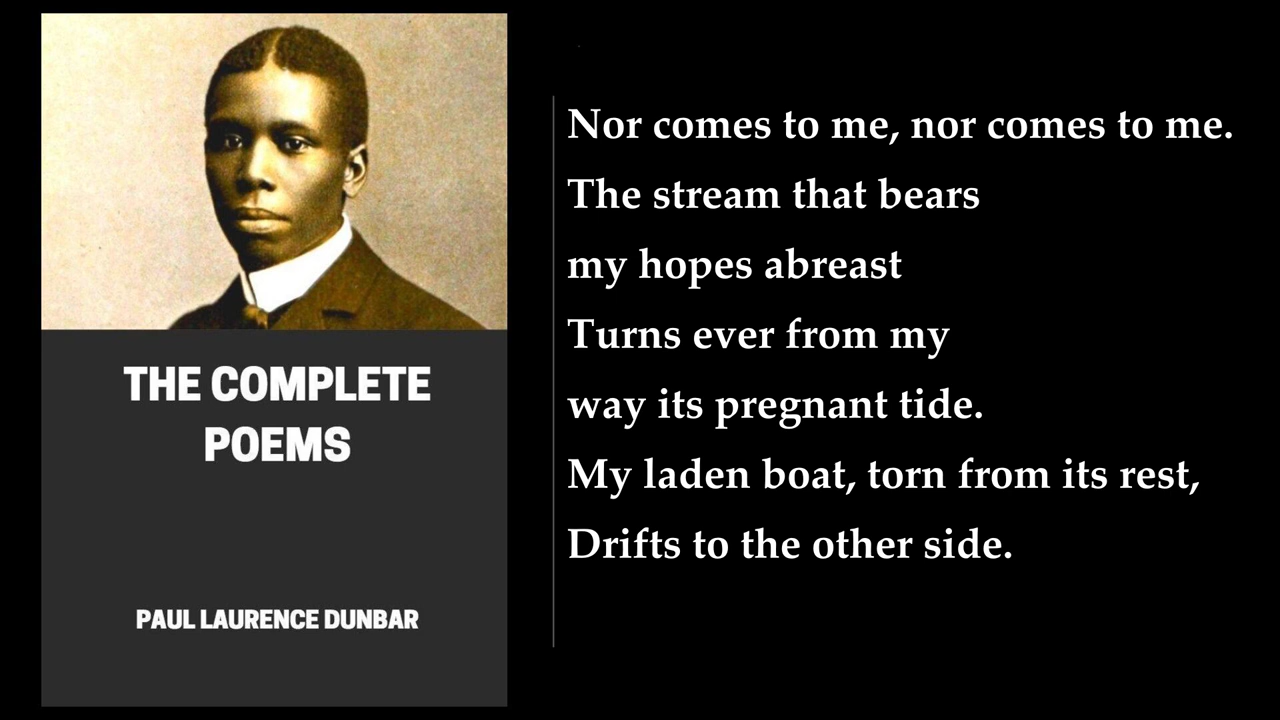 THE COMPLETE
POEMS
PAUL LAURENCE DUNBAR
Nor comes to me, nor comes to me.
The stream that bears
my hopes abreast
Turns ever from my
way its pregnant tide.
My laden boat, torn from its rest,
Drifts to the other side.